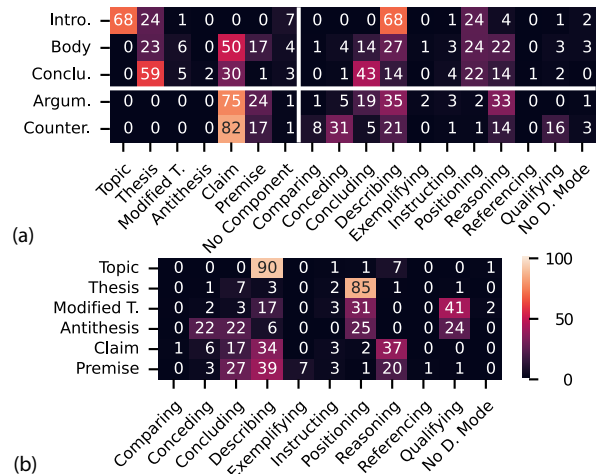 Intro. 68 24 1 0 0 0 7 0 0 0 68 0 1 24 4 0 1 2
Body 0 23 6 0 50 17 4 1 4 14 27 1 3 24 22 0 3 3
Conclu. 0 59 5 2 30 1 3 0 0 43 14 0 4 22 14 1 2 0
Argum. 0 0 0 0 75 24 1 1 5 19 35 2 3 2 33 0 0 1
Counter. 0 0 0 0 82 17 1 8 31 5 21 0 1 1 14 0 16 3
Topic
Thesis
Modified T.
Antithesis
Claim
Premise
No Component
Comparing
Conceding
Concluding
Describing
Exemplifying
Instructing
Positioning
Reasoning
Referencing
Qualifying
No D. Mode
(a)
Topic 0 0 0 90 0 1 1 7 0 0 1
Thesis 0 1 7 3 0 2 85 1 0 1 0
Modified T. 0 2 3 17 0 3 31 0 0 41 2
Antithesis 0 22 22 6 0 0 25 0 0 24 0
Claim 1 6 17 34 0 3 2 37 0 0 0
Premise 0 3 27 39 7 3 1 20 1 1 0
Comparing
Conceding
Concluding
Describing
Exemplifying
Instructing
Positioning
Reasoning
Referencing
Qualifying
No D. Mode
100
50
0
(b)